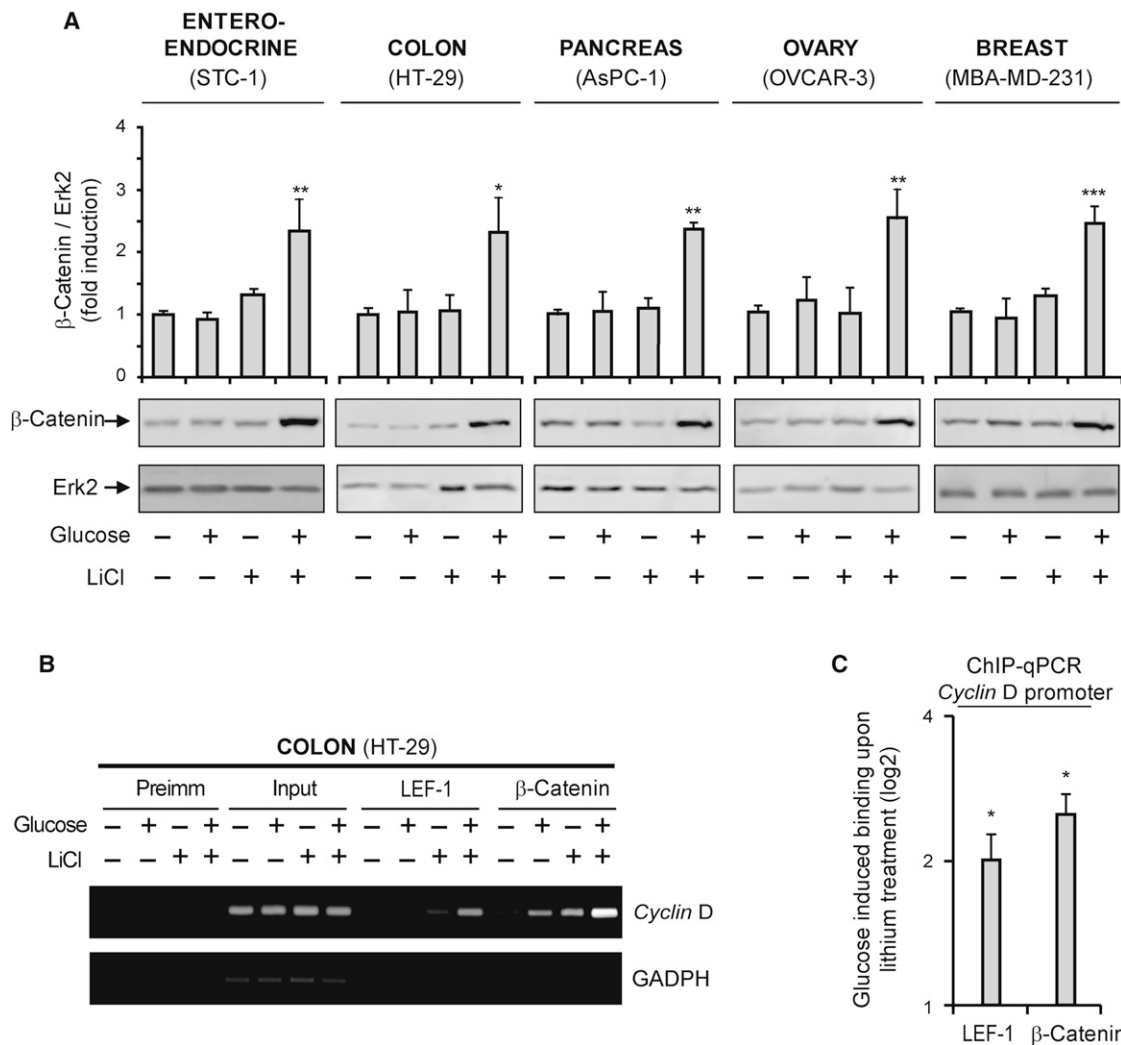 A
ENTERO-
ENDOCRINE
(STC-1)
COLON
(HT-29)
PANCREAS
(AsPC-1)
OVARY
(OVCAR-3)
BREAST
(MBA-MD-231)
β-Catenin / Erk2
(fold induction)
4
3
2
1
0
** * ** ** ***
β-Catenin
Erk2
Glucose – + – + – + – + – + – + – + – + – + – +
LiCl – – + + – – + + – – + + – – + + – – + +
B
COLON (HT-29)
Preimm Input LEF-1 β-Catenin
Glucose – + – + – + – + – + – + – + – +
LiCl – – + + – – + + – – + + – – + +
Cyclin D
GADPH
C
ChIP-qPCR
Cyclin D promoter
Glucose induced binding upon
lithium treatment (log2)
4
2
1
* *
LEF-1 β-Catenin